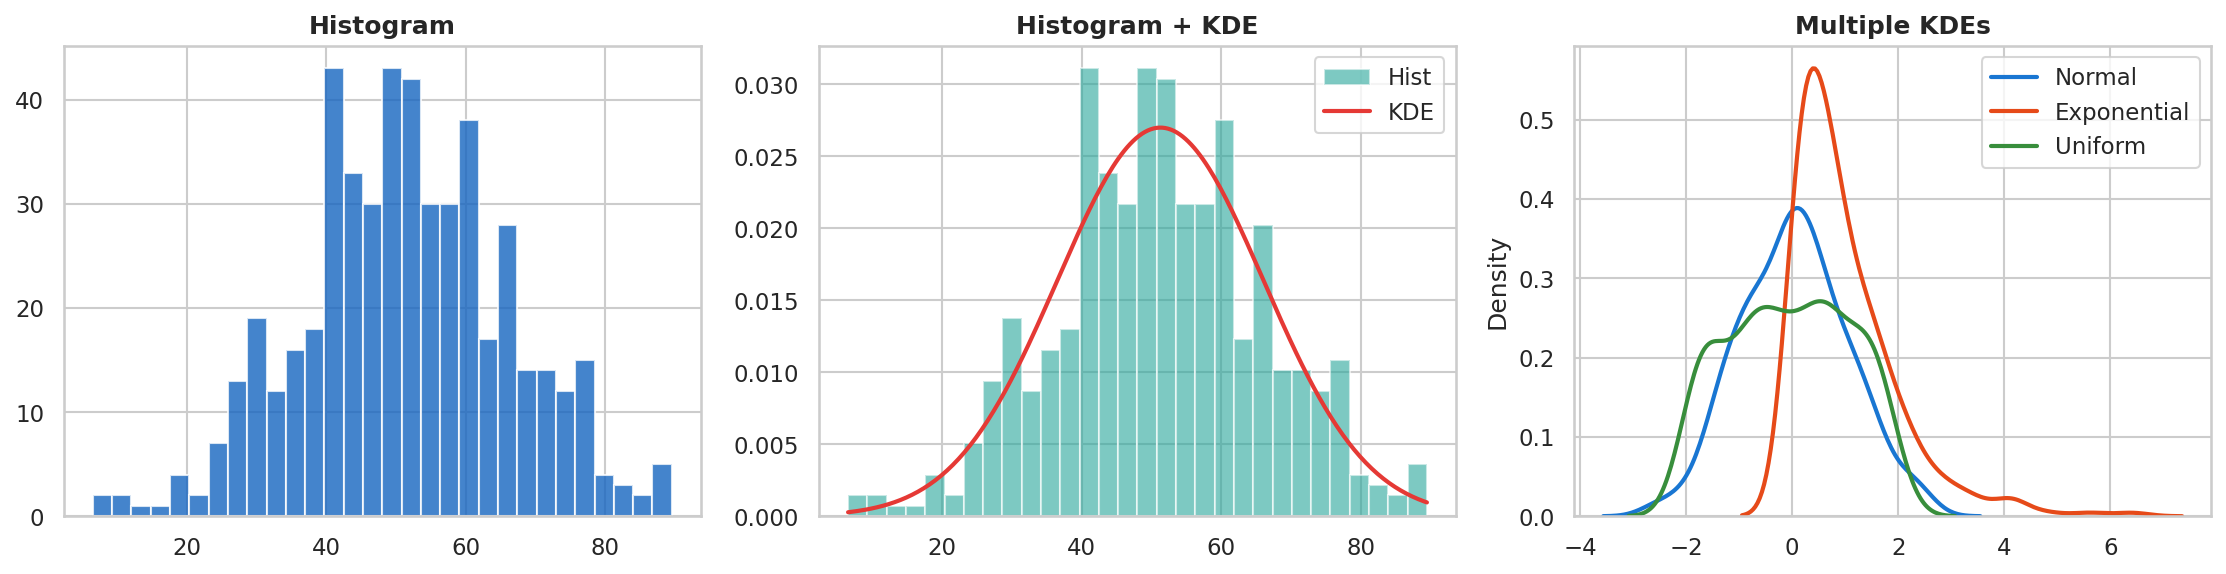 Histogram
40
30
20
10
0
20 40 60 80
Histogram + KDE
Hist
KDE
0.030
0.025
0.020
0.015
0.010
0.005
0.000
20 40 60 80
Multiple KDEs
Normal
Exponential
Uniform
Density
0.5
0.4
0.3
0.2
0.1
0.0
−4 −2 0 2 4 6